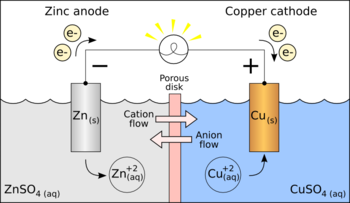 Zinc anode
Copper cathode
e-
e-
e-
e-
−
+
Porous
disk
Zn(s)
Cu(s)
Cation
flow
Anion
flow
Zn+2(aq)
Cu+2(aq)
ZnSO4 (aq)
CuSO4 (aq)